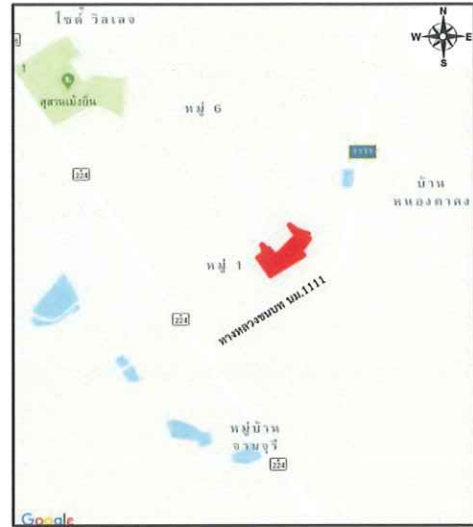 ไซต์ วิลเลจ
N
W E
S
1
สุสานเม้งยิ้น
หมู่ 6
1111
224
บ้าน
หนองตาคง
หมู่ 1
ทางหลวงชนบท นม.1111
224
หมู่บ้าน
จามจุรี
224
Google